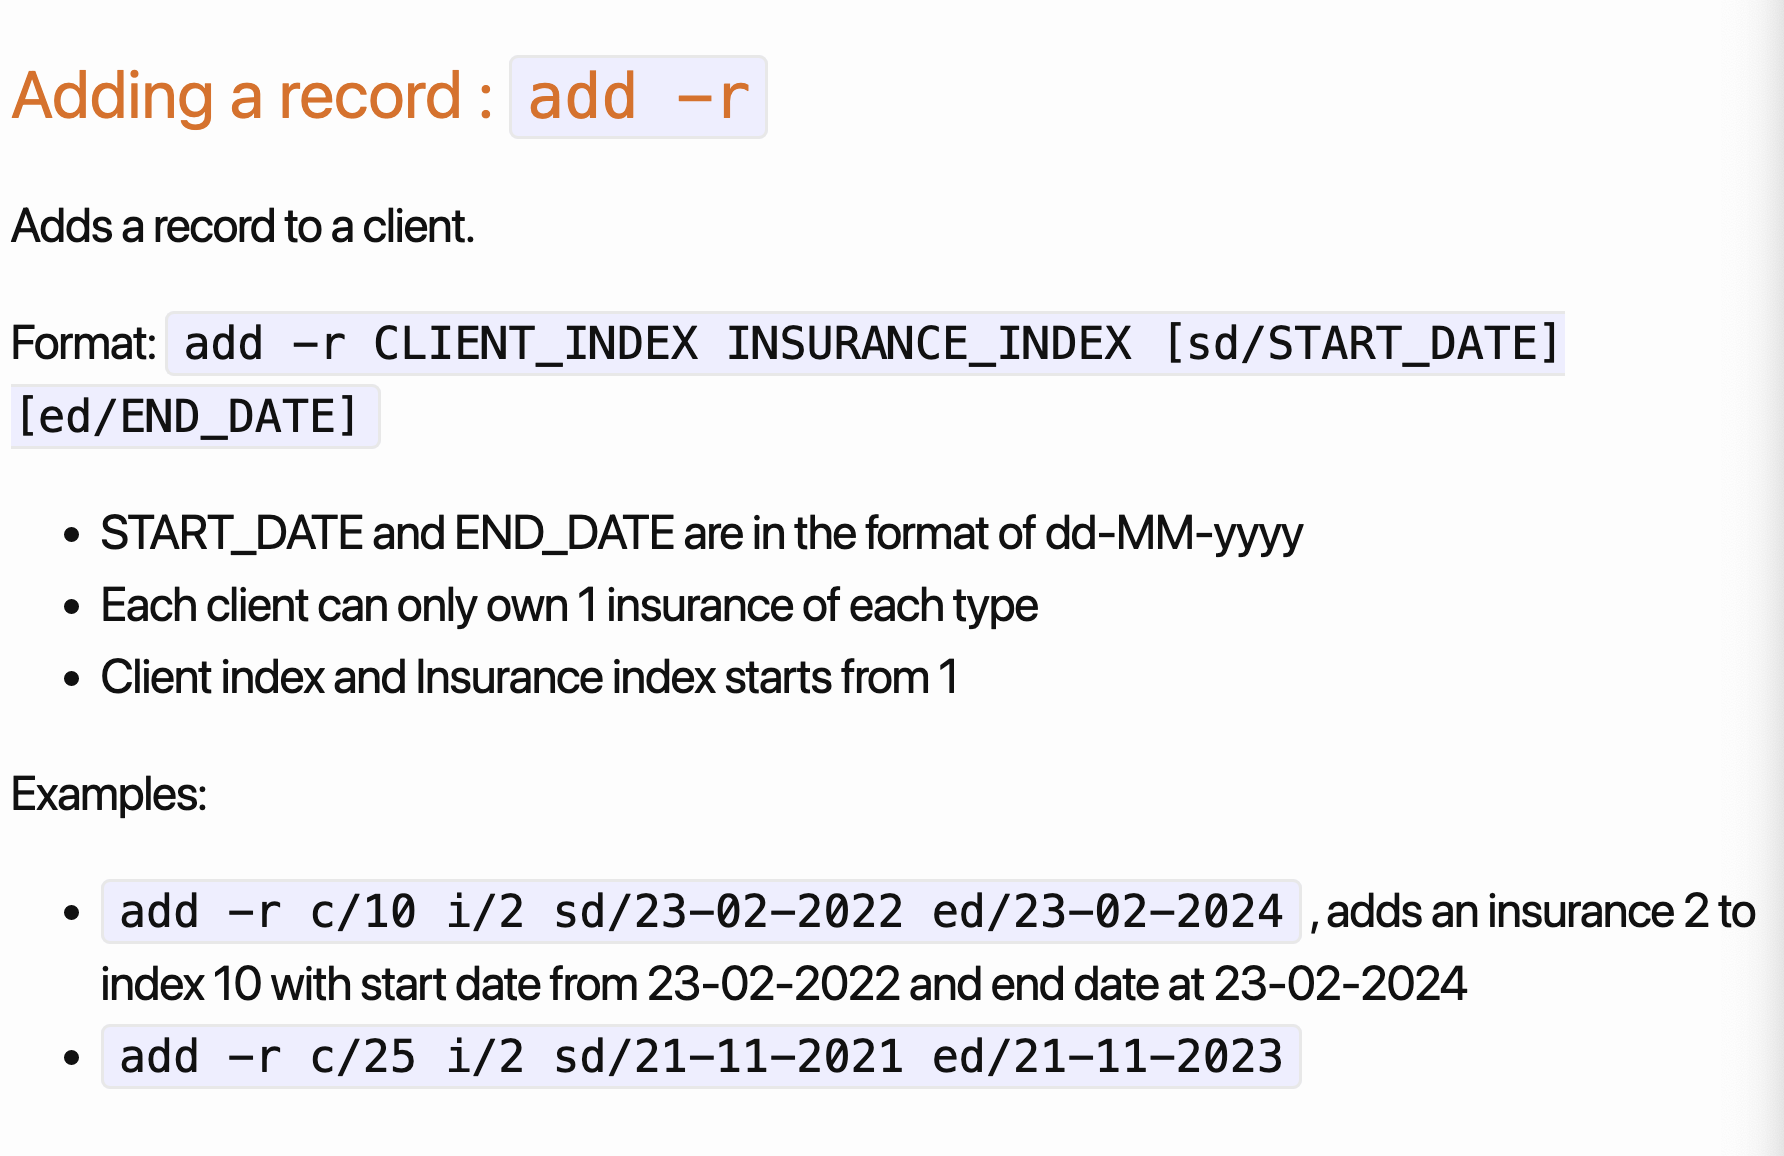 Adding a record : add -r
Adds a record to a client.
Format: add -r CLIENT_INDEX INSURANCE_INDEX [sd/START_DATE]
[ed/END_DATE]
• START_DATE and END_DATE are in the format of dd-MM-yyyy
• Each client can only own 1 insurance of each type
• Client index and Insurance index starts from 1
Examples:
• add -r c/10 i/2 sd/23-02-2022 ed/23-02-2024 , adds an insurance 2 to
index 10 with start date from 23-02-2022 and end date at 23-02-2024
• add -r c/25 i/2 sd/21-11-2021 ed/21-11-2023